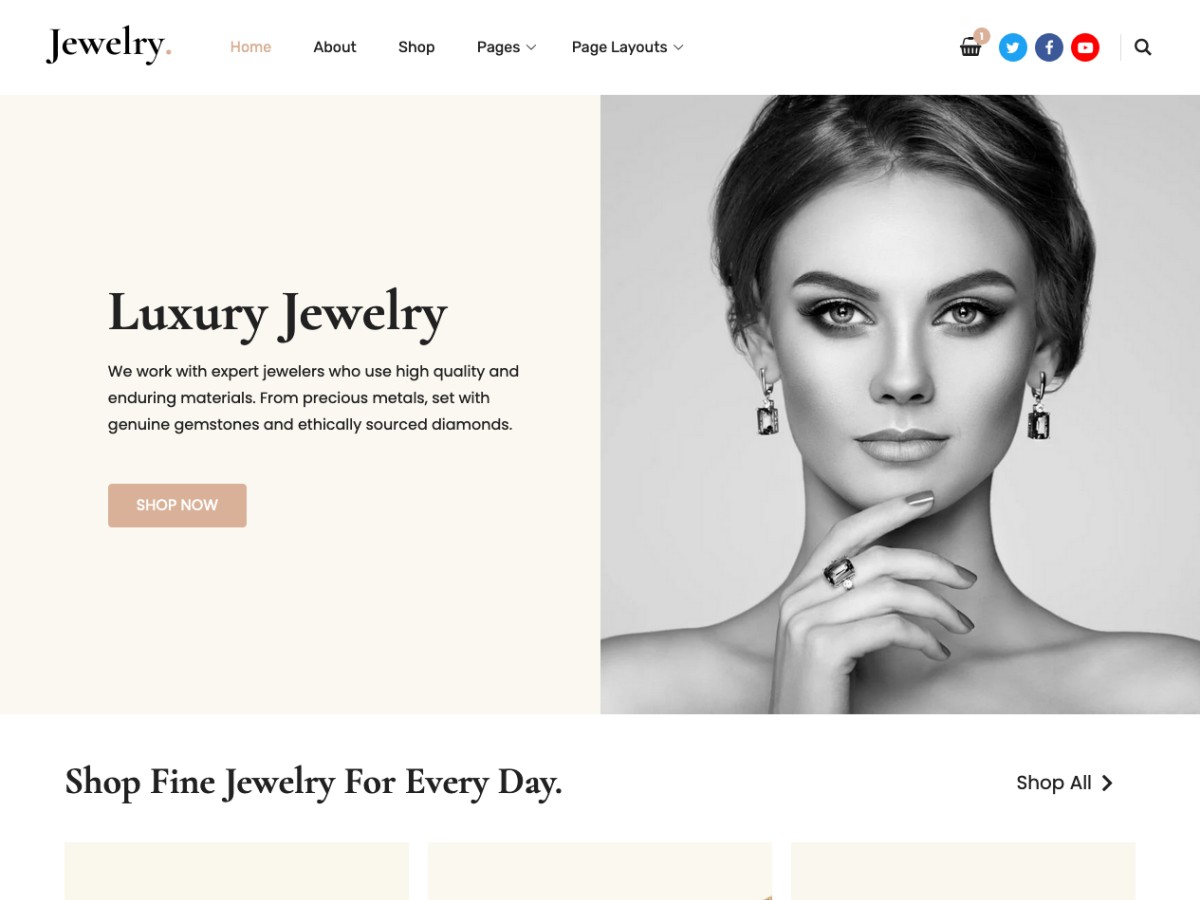 Jewelry.
Home
About
Shop
Pages
Page Layouts
1
Luxury Jewelry
We work with expert jewelers who use high quality and
enduring materials. From precious metals, set with
genuine gemstones and ethically sourced diamonds.
SHOP NOW
Shop Fine Jewelry For Every Day.
Shop All